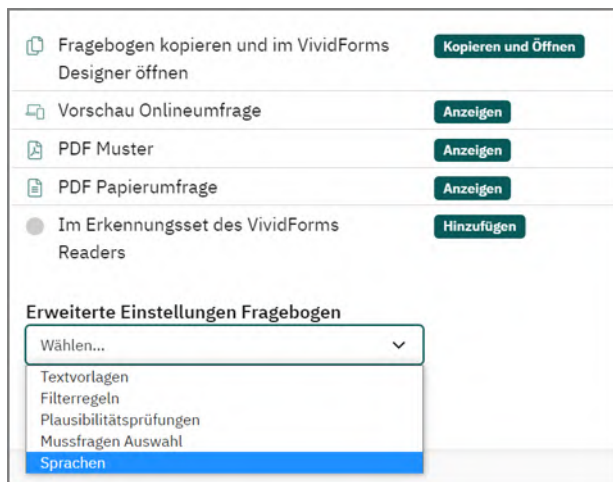 Fragebogen kopieren und im VividForms Kopieren und Öffnen
Designer öffnen
Vorschau Onlineumfrage Anzeigen
PDF Muster Anzeigen
PDF Papierumfrage Anzeigen
Im Erkennungsset des VividForms Hinzufügen
Readers
Erweiterte Einstellungen Fragebogen
Wählen...
Textvorlagen
Filterregeln
Plausibilitätsprüfungen
Mussfragen Auswahl
Sprachen